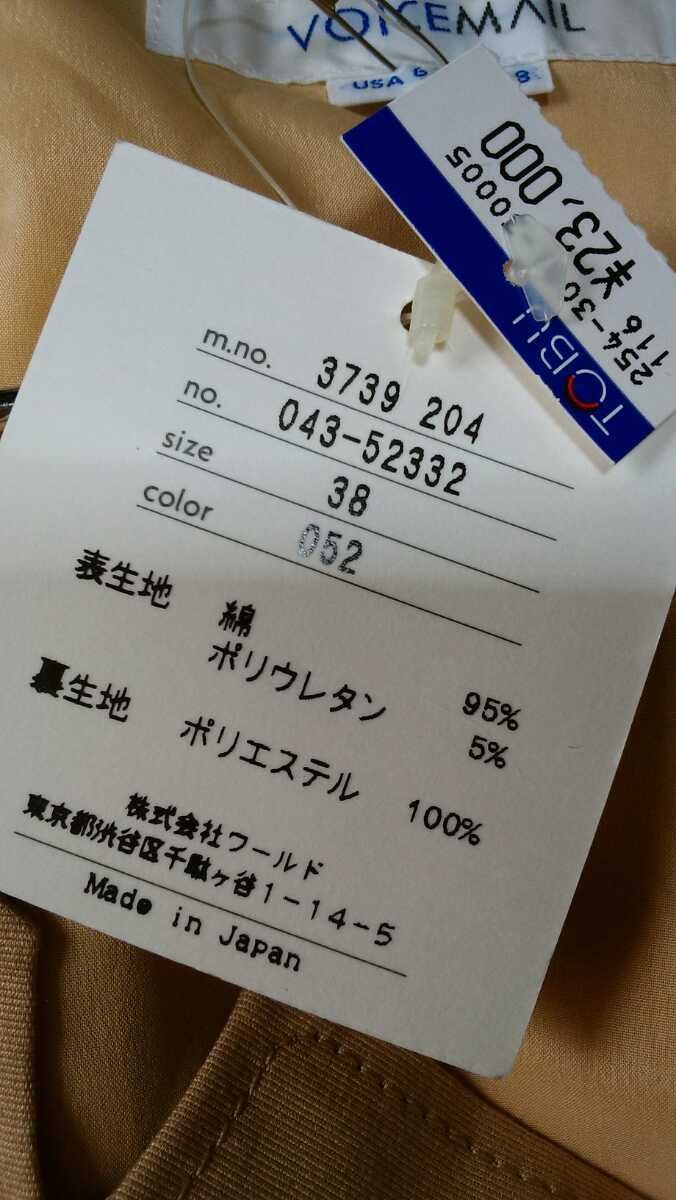 VOICEMAIL
USA 6 8
TOBU
254-30 70005
116 ¥23,000
m.no. 3739 204
no. 043-52332
size 38
color 052
表生地 綿 95%
ポリウレタン 5%
裏生地 ポリエステル 100%
株式会社ワールド
東京都渋谷区千駄ヶ谷1-14-5
Made in Japan